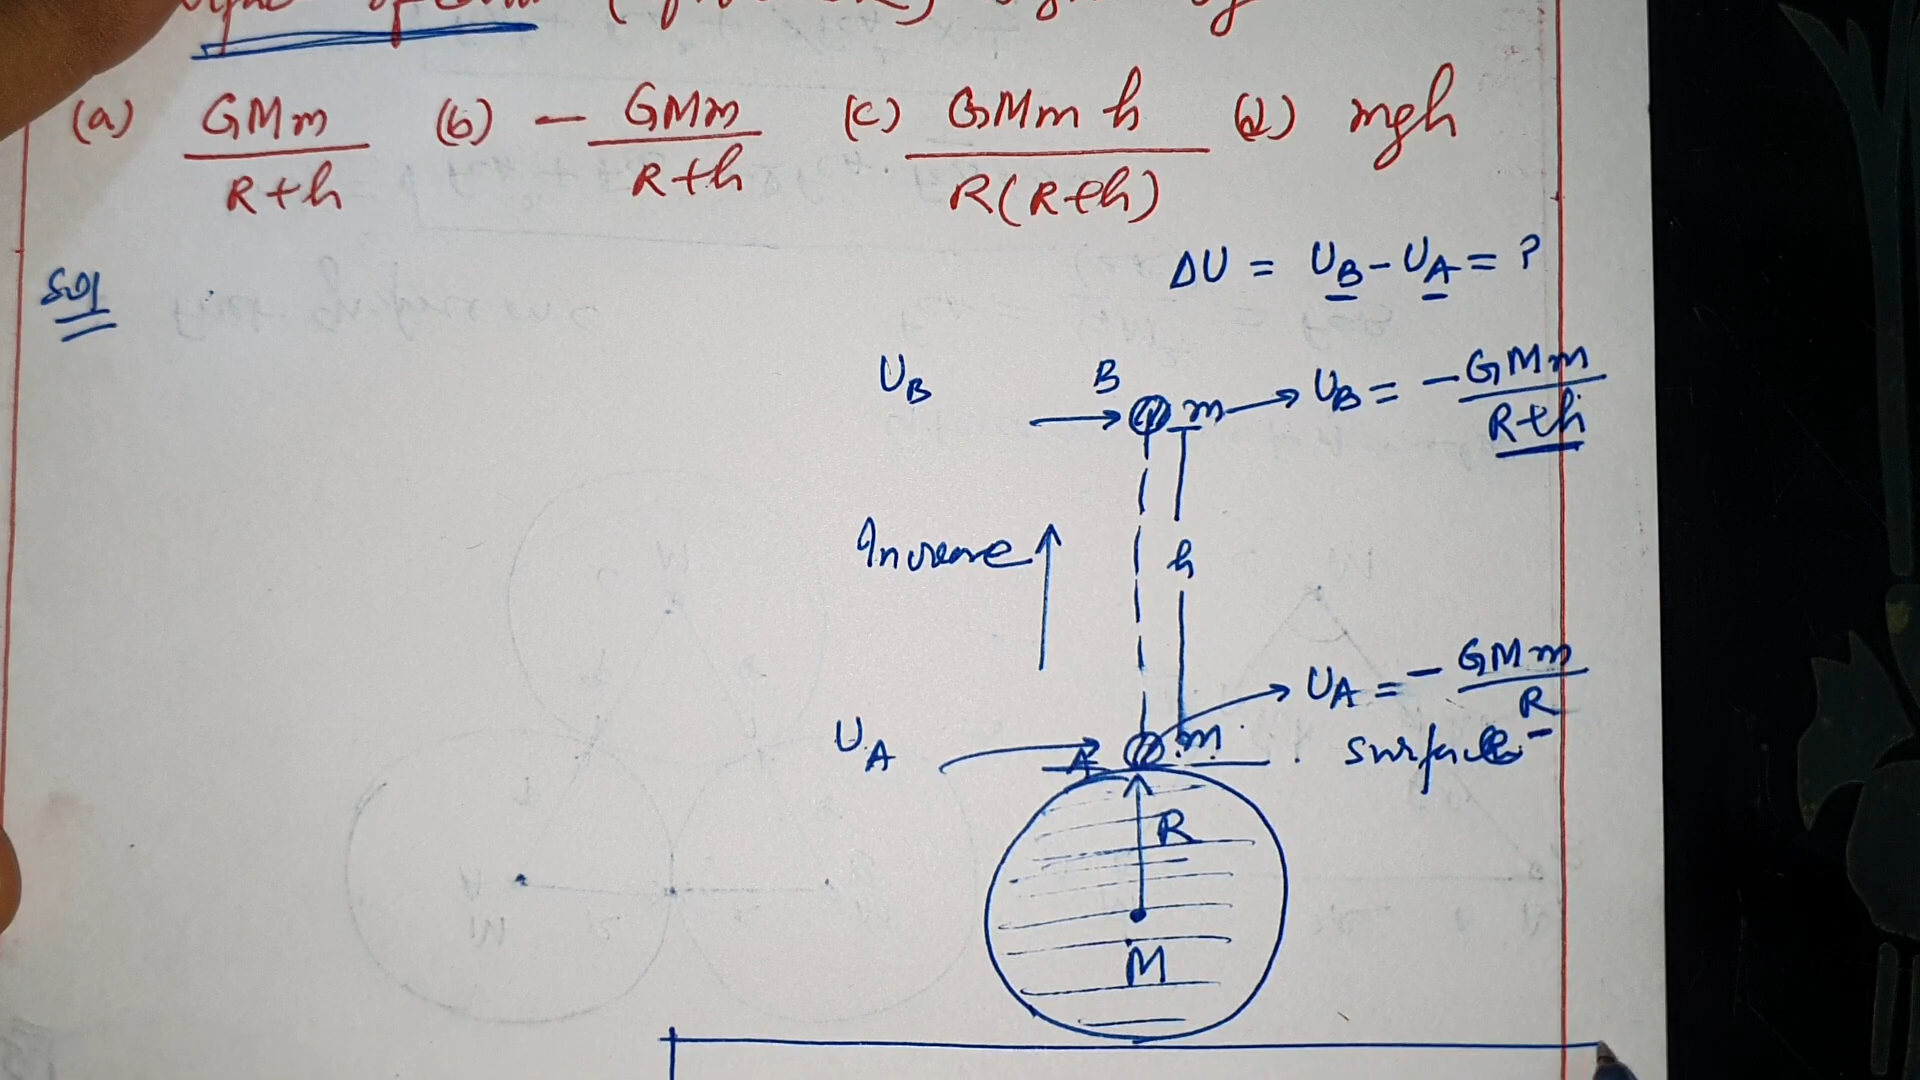 (a) GMm / R+h (b) - GMm / R+h (c) GMm h / R(R+h) (d) mgh
Sol
ΔU = U_B - U_A = ?
U_B B m → U_B = - GMm / R+h
Increase h
U_A A m → U_A = - GMm / R
surface
R
M